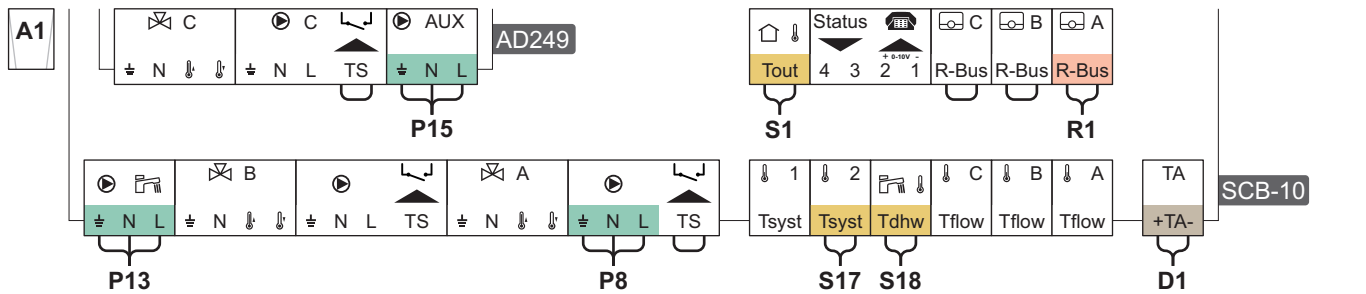 A1
C C AUX
N N L TS N L
P15
AD249
Status C B A
+ 0-10V -
Tout 4 3 2 1 R-Bus R-Bus R-Bus
S1 R1
B A
N L N N L TS N N L TS
P13 P8
1 2 C B A TA
Tsyst Tsyst Tdhw Tflow Tflow Tflow +TA-
S17 S18 D1
SCB-10